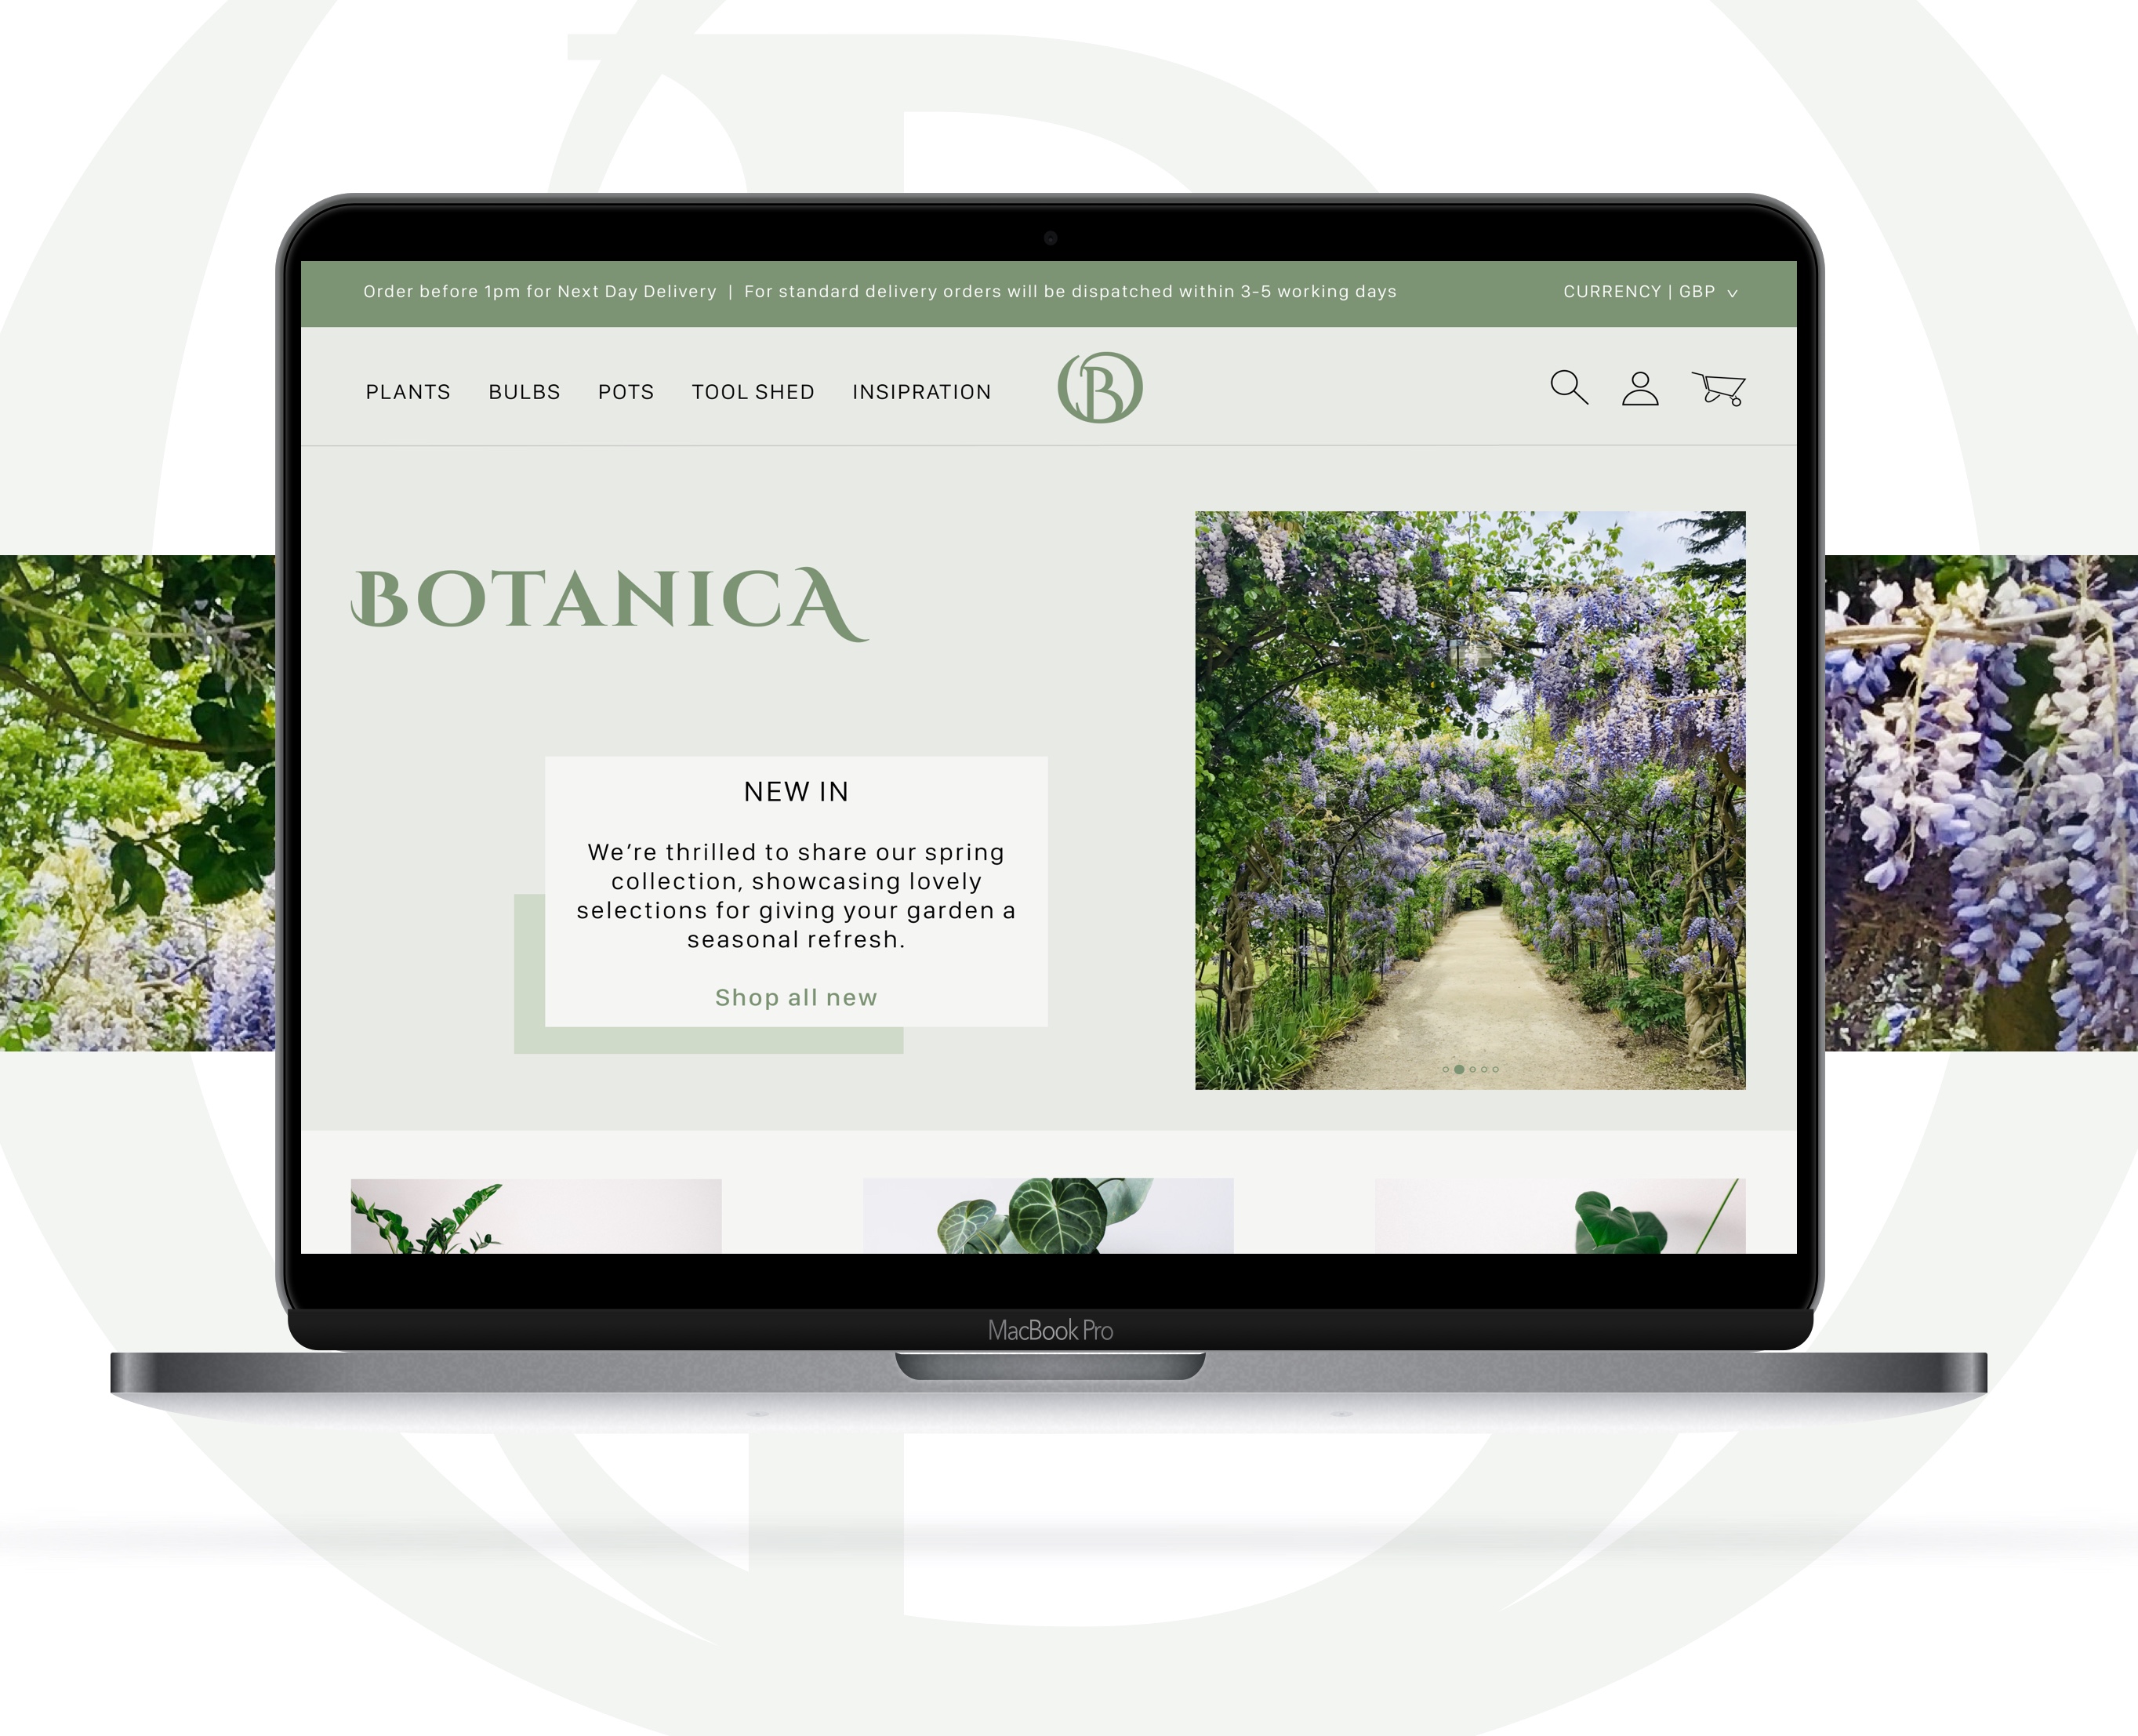 Order before 1pm for Next Day Delivery | For standard delivery orders will be dispatched within 3-5 working days
CURRENCY | GBP
PLANTS BULBS POTS TOOL SHED INSIPRATION
B
BOTANICA
NEW IN
We’re thrilled to share our spring
collection, showcasing lovely
selections for giving your garden a
seasonal refresh.
Shop all new
MacBook Pro